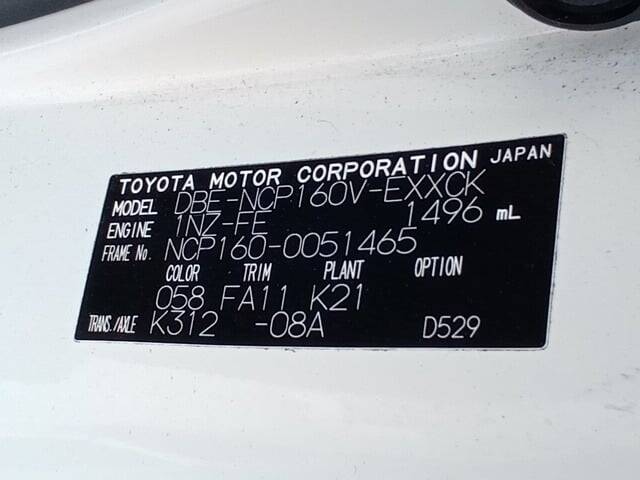 TOYOTA MOTOR CORPORATION JAPAN
MODEL DBE-NCP160V-EXXCK
ENGINE 1NZ-FE 1496 mL
FRAME No. NCP160-0051465
COLOR TRIM PLANT OPTION
058 FA11 K21
TRANS./AXLE K312 -08A D529